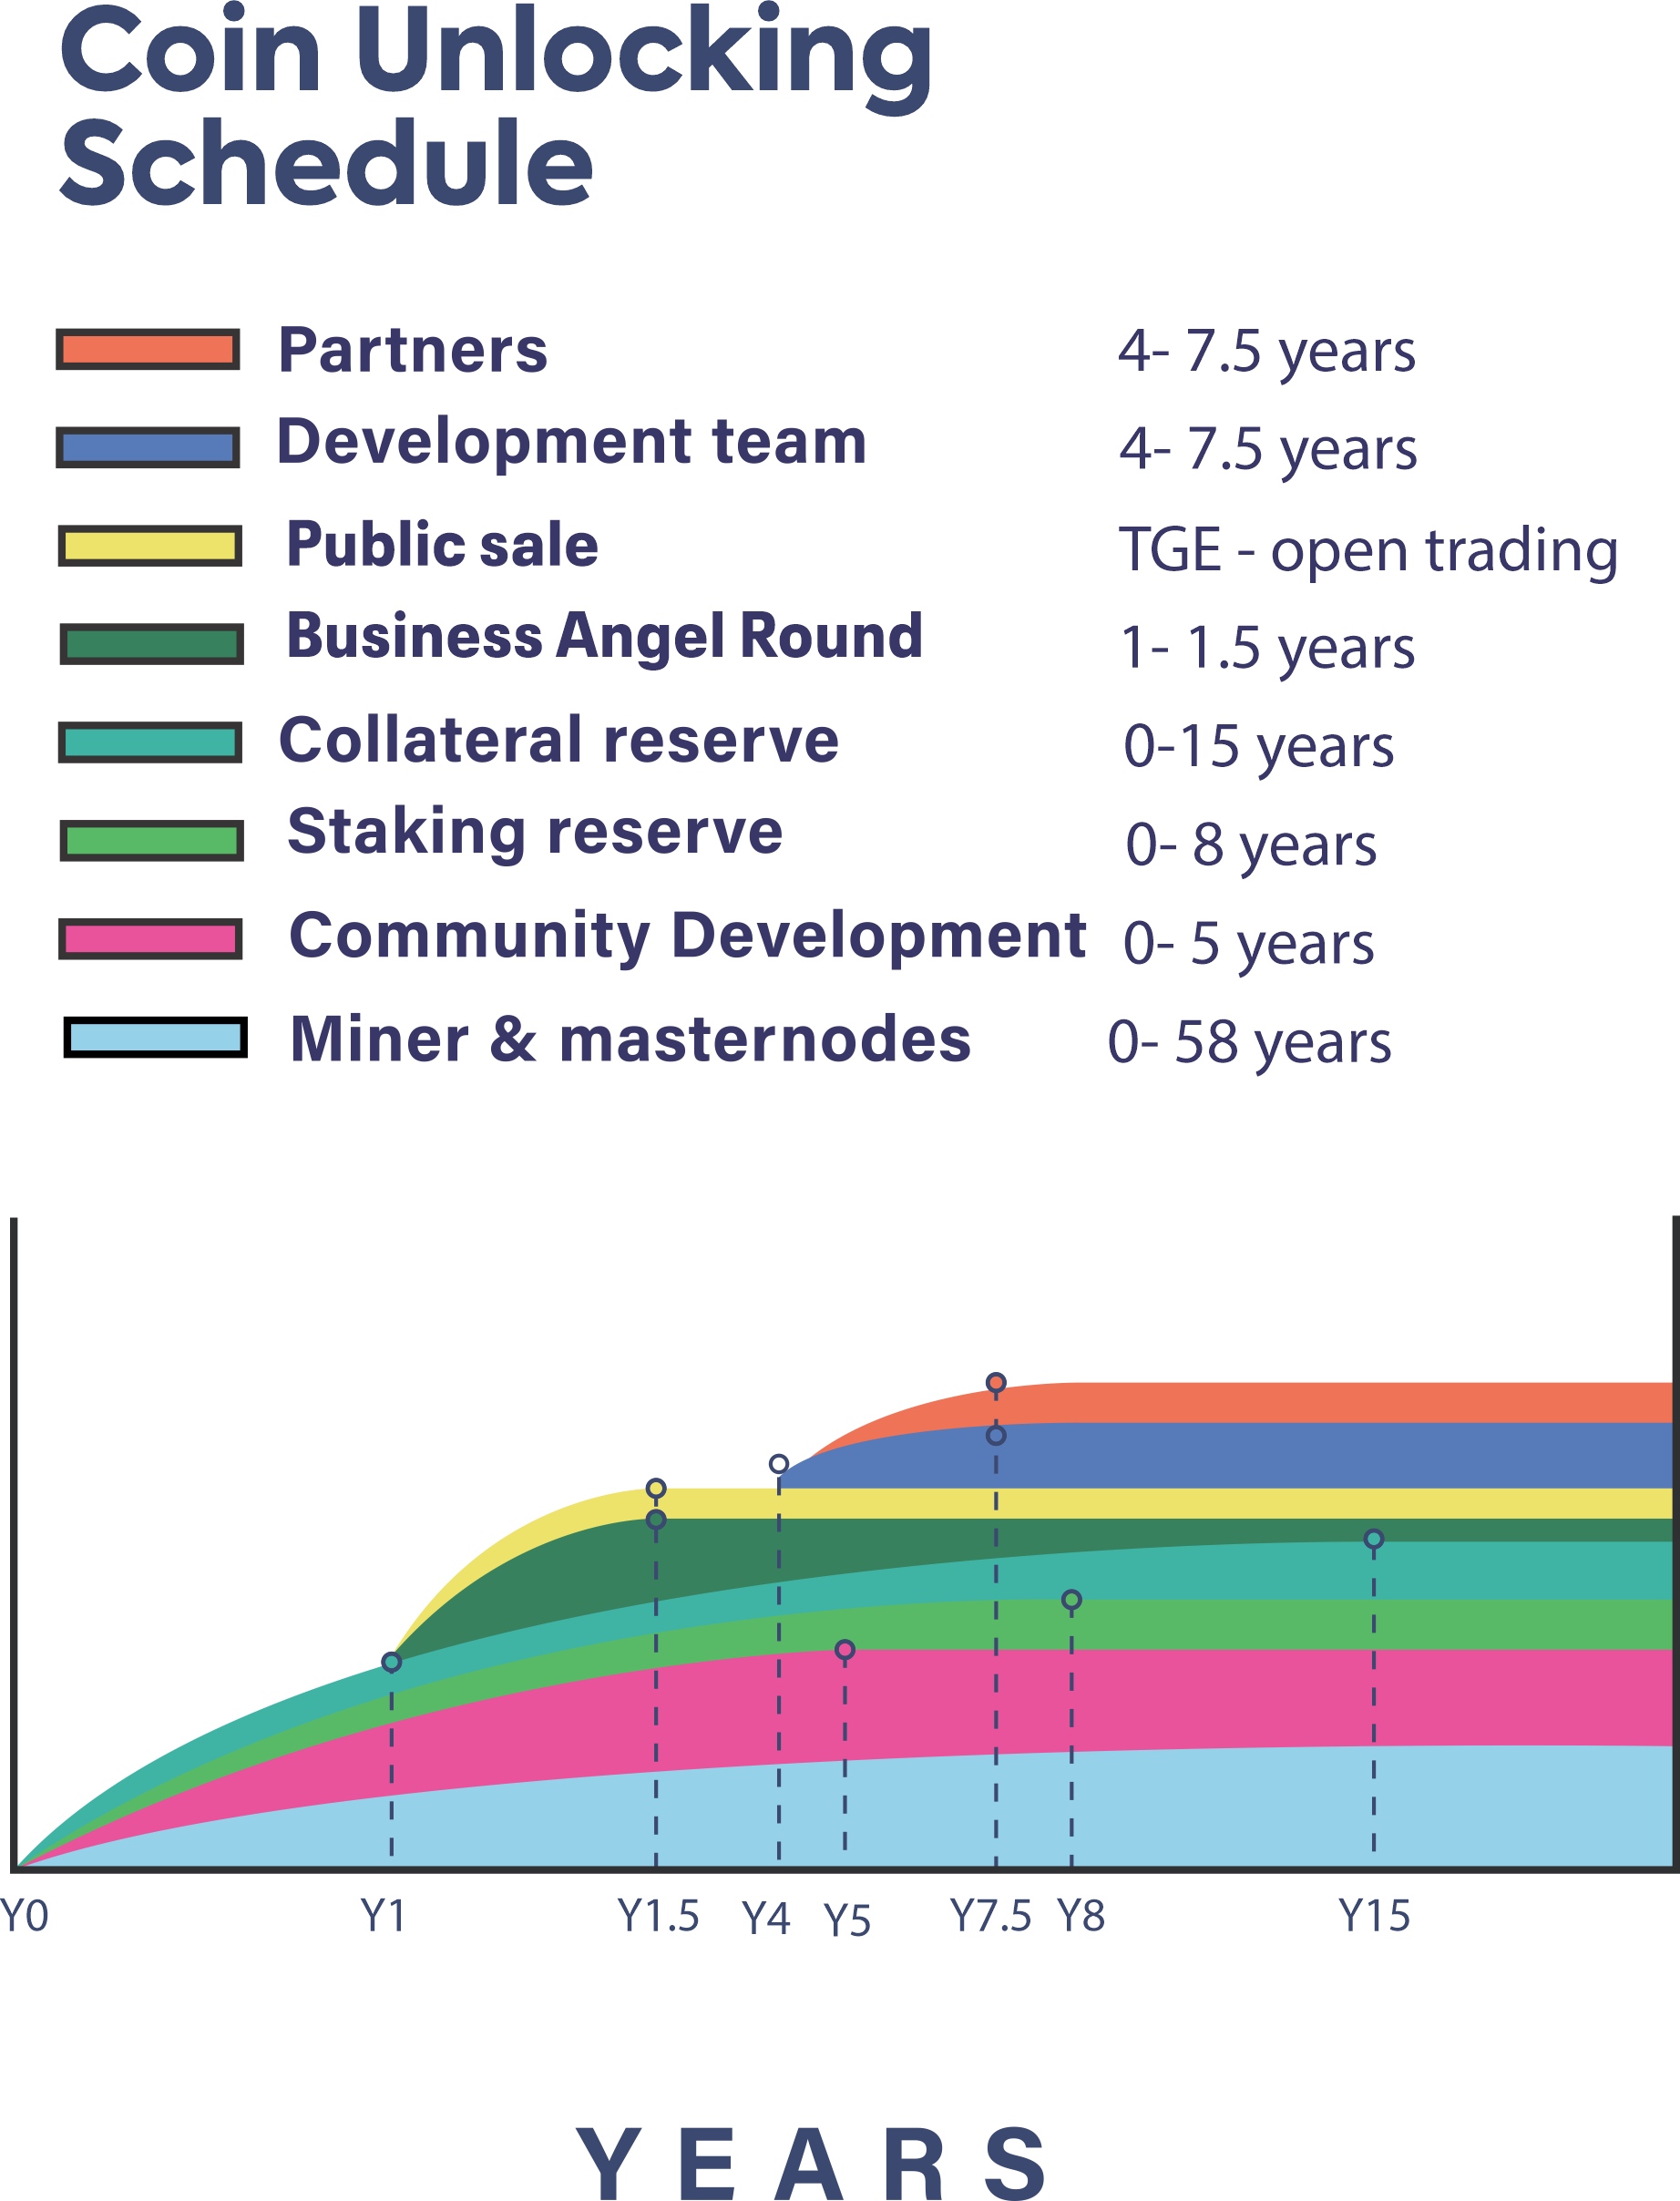 Coin Unlocking
Schedule
Partners 4- 7.5 years
Development team 4- 7.5 years
Public sale TGE - open trading
Business Angel Round 1- 1.5 years
Collateral reserve 0-15 years
Staking reserve 0- 8 years
Community Development 0- 5 years
Miner & masternodes 0- 58 years
Y0 Y1 Y1.5 Y4 Y5 Y7.5 Y8 Y15
YEARS